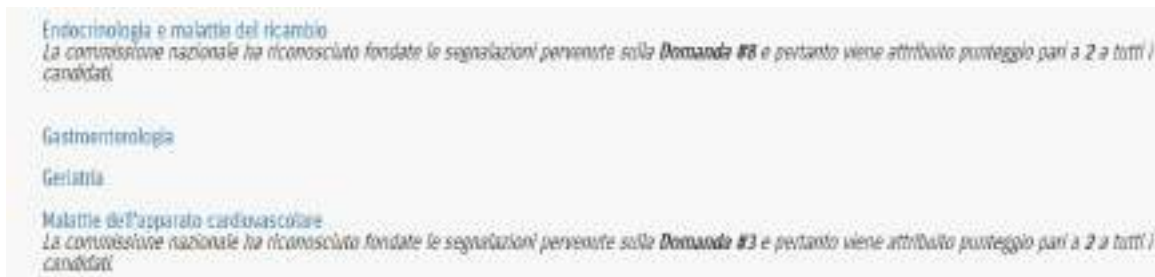 Endocrinologia e malattie del ricambio
La commissione nazionale ha riconosciuto fondate le segnalazioni pervenute sulla Domanda #8 e pertanto viene attribuito punteggio pari a 2 a tutti i
candidati.
Gastroenterologia
Geriatria
Malattie dell'apparato cardiovascolare
La commissione nazionale ha riconosciuto fondate le segnalazioni pervenute sulla Domanda #3 e pertanto viene attribuito punteggio pari a 2 a tutti i
candidati.